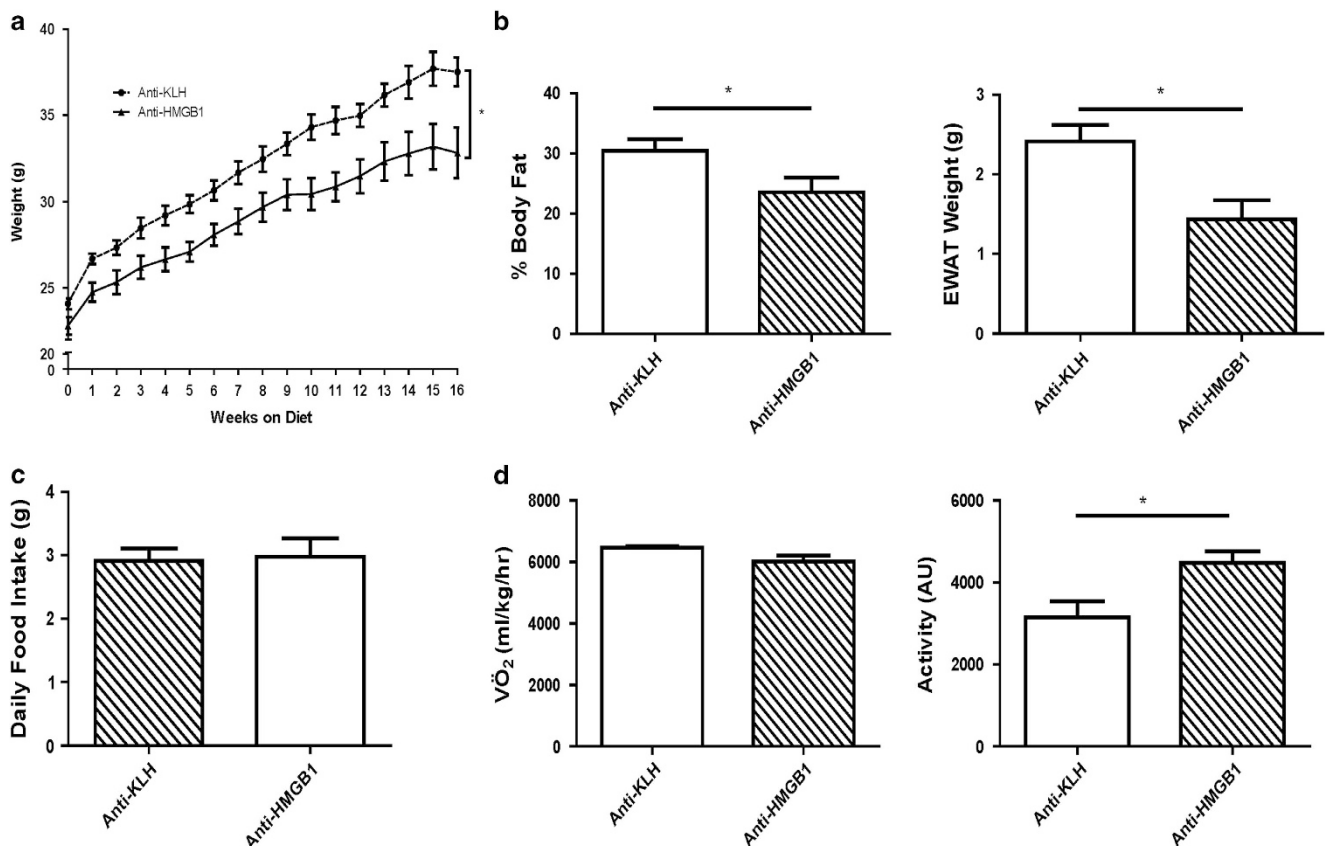 a
40
35
30
25
20
0
Weight (g)
Anti-KLH
Anti-HMGB1
*
0 1 2 3 4 5 6 7 8 9 10 11 12 13 14 15 16
Weeks on Diet
b
% Body Fat
40
30
20
10
0
*
Anti-KLH
Anti-HMGB1
EWAT Weight (g)
3
2
1
0
*
Anti-KLH
Anti-HMGB1
c
Daily Food Intake (g)
4
3
2
1
0
Anti-KLH
Anti-HMGB1
d
VÖ₂ (ml/kg/hr)
8000
6000
4000
2000
0
Anti-KLH
Anti-HMGB1
Activity (AU)
6000
4000
2000
0
*
Anti-KLH
Anti-HMGB1